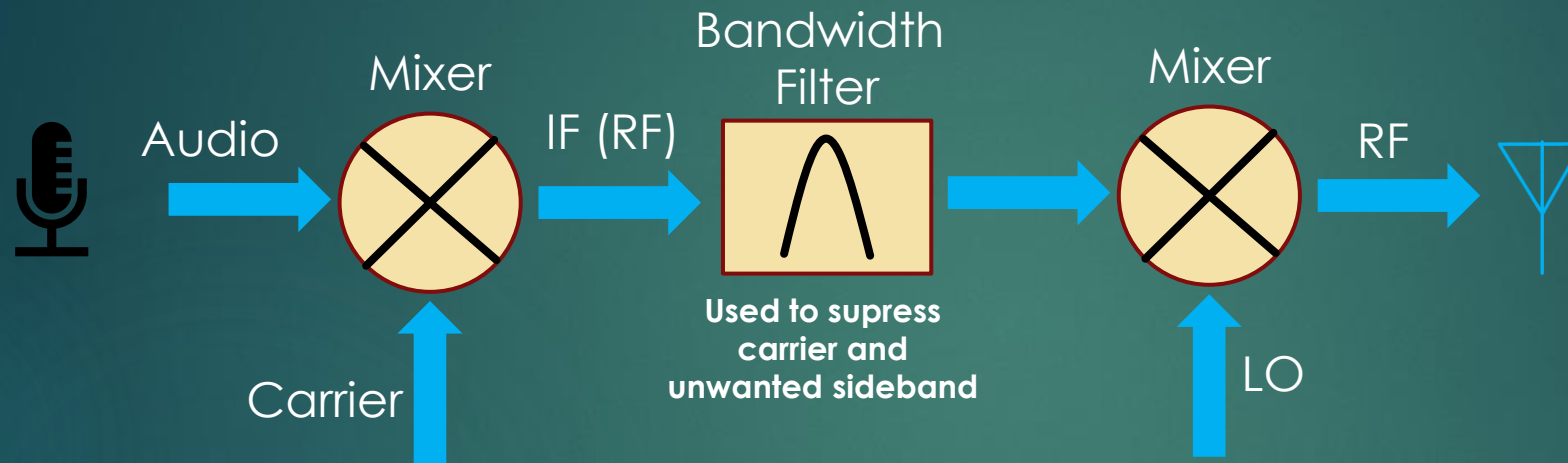 Bandwidth
Filter
Mixer
Mixer
Audio
IF (RF)
RF
Used to supress
carrier and
unwanted sideband
Carrier
LO